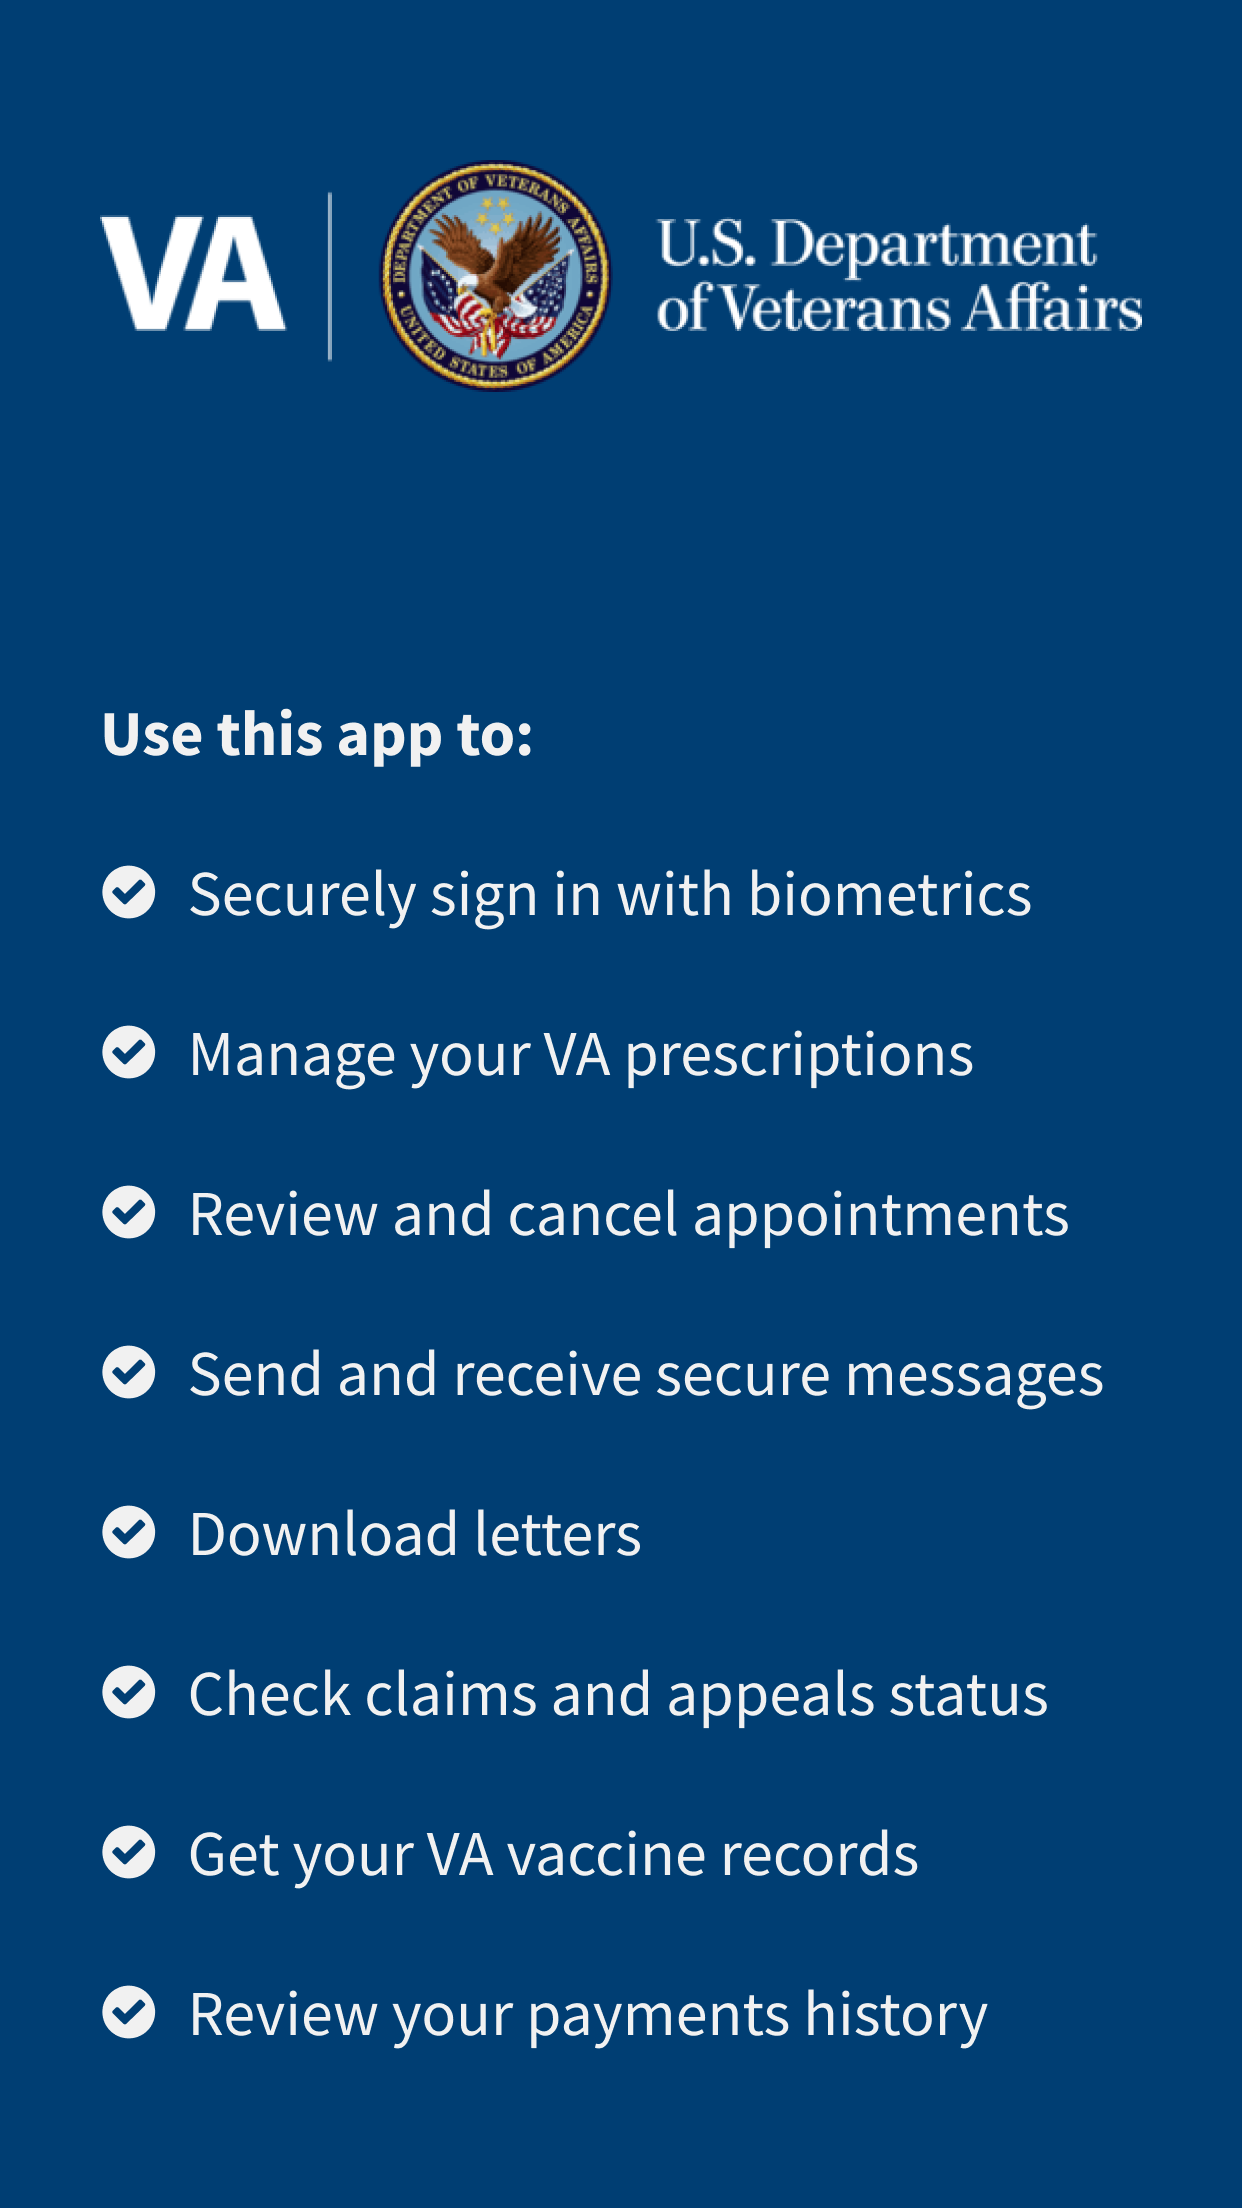 VA
DEPARTMENT OF VETERANS AFFAIRS
UNITED STATES OF AMERICA
U.S. Department
of Veterans Affairs
Use this app to:
Securely sign in with biometrics
Manage your VA prescriptions
Review and cancel appointments
Send and receive secure messages
Download letters
Check claims and appeals status
Get your VA vaccine records
Review your payments history